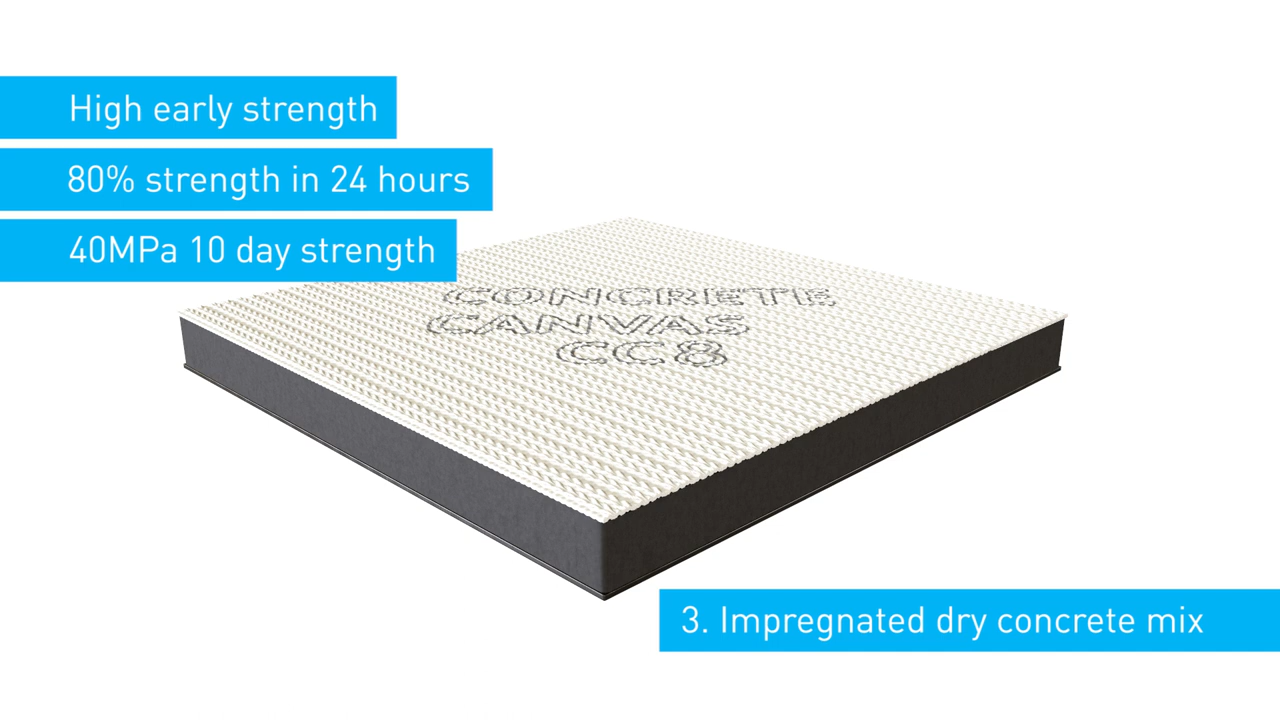 High early strength
80% strength in 24 hours
40MPa 10 day strength
CONCRETE
CANVAS
CC8
3. Impregnated dry concrete mix